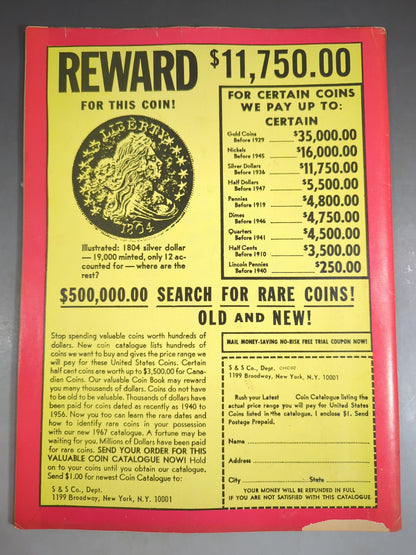 REWARD $11,750.00
FOR THIS COIN!
LIBERTY
1804
Illustrated: 1804 silver dollar
— 19,000 minted, only 12 ac-
counted for — where are the
rest?
FOR CERTAIN COINS
WE PAY UP TO:
CERTAIN
Gold Coins
Before 1929 $35,000.00
Nickels
Before 1945 $16,000.00
Silver Dollars
Before 1936 $11,750.00
Half Dollars
Before 1947 $5,500.00
Pennies
Before 1919 $4,800.00
Dimes
Before 1946 $4,750.00
Quarters
Before 1941 $4,500.00
Half Cents
Before 1910 $3,500.00
Lincoln Pennies
Before 1940 $250.00
$500,000.00 SEARCH FOR RARE COINS!
OLD AND NEW!
Stop spending valuable coins worth hundreds of
dollars. New coin catalogue lists hundreds of
coins we want to buy and gives the price range we
will pay for these United States Coins. Certain
half cent coins are worth up to $3,500.00 for Cana-
dian Coins. Our valuable Coin Book may reward
you many thousands of dollars. Coins do not have
be old to be valuable. Thousands of dollars have
been paid for coins dated as recently as 1940 to
1956. Now you too can learn the rare dates and
how to identify rare coins in your possession
with our new 1967 catalogue. A fortune may be
waiting for you. Millions of Dollars have been paid
for rare coins. SEND YOUR ORDER FOR THIS
VALUABLE COIN CATALOGUE NOW! Hold
on to your coins until you obtain our catalogue.
Send $1.00 for newest Coin Catalogue to:
S & S Co., Dept.
1199 Broadway, New York, N.Y. 10001
MAIL MONEY-SAVING NO-RISK FREE TRIAL COUPON NOW!
S & S Co., Dept.
1199 Broadway, New York, N.Y. 10001
Rush your Latest Coin Catalogue listing the
actual price range you will pay for United States
Coins listed in the catalogue. I enclose $1. Send
Postage Prepaid.
Name
Address
City State
YOUR MONEY WILL BE REFUNDED IN FULL
IF YOU ARE NOT SATISFIED WITH THIS CATALOGUE